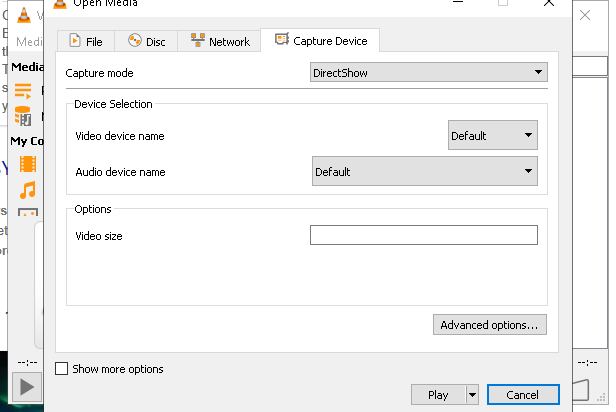 Open Media
Media
File
Disc
Network
Capture Device
Capture mode
DirectShow
Media
Device Selection
Video device name
Default
My Co
Audio device name
Default
Options
Video size
Advanced options...
--:--
--:--
Show more options
Play
Cancel